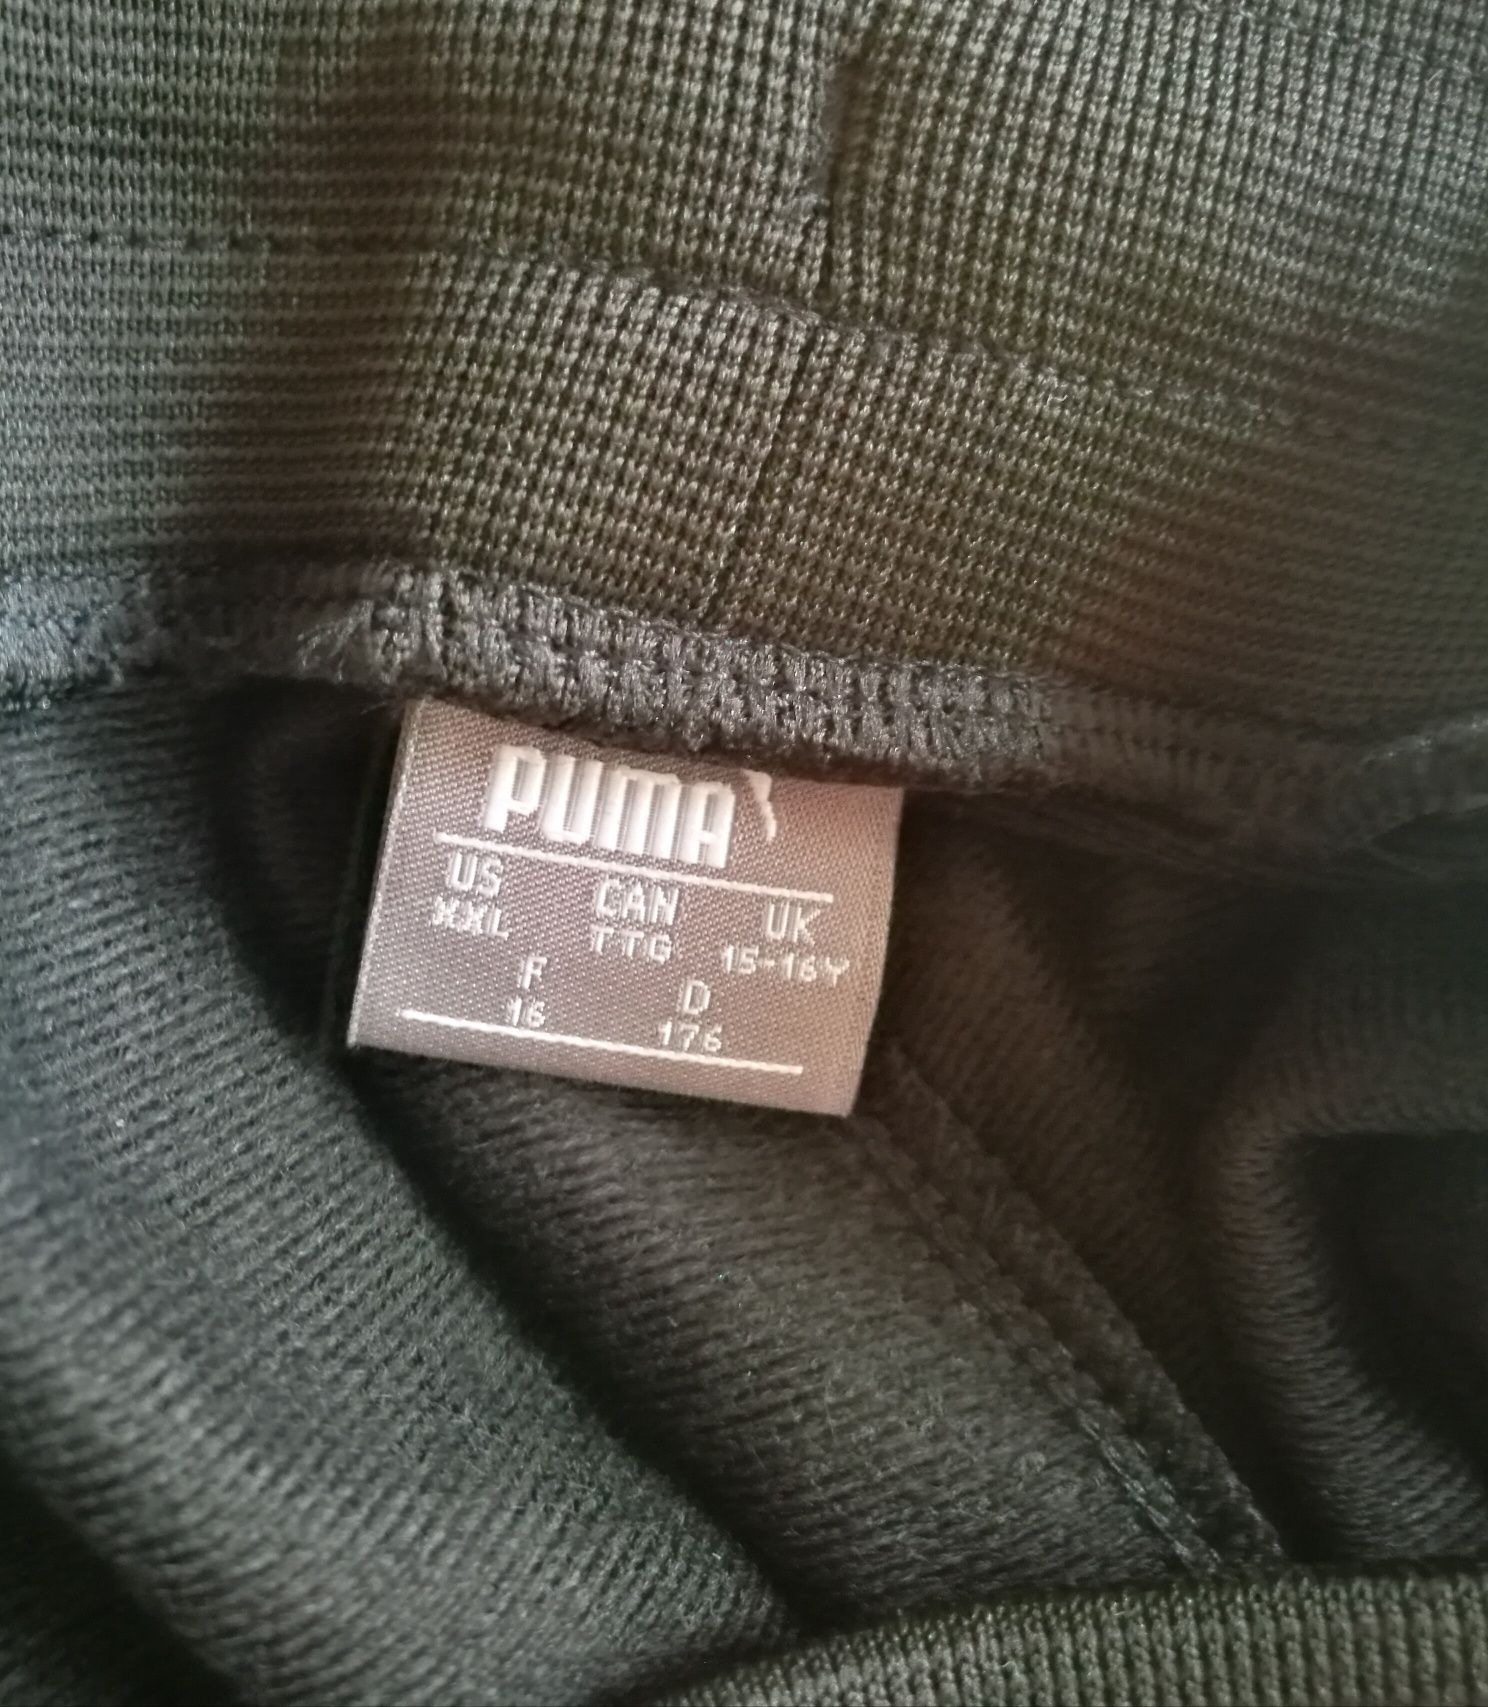 PUMA
US CAN UK
XXL TTG 15-16Y
F D
16 176